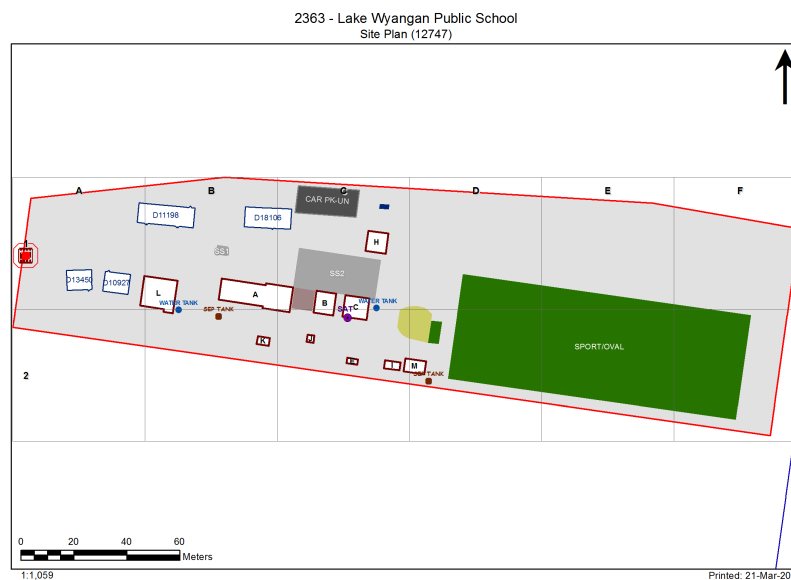 2363 - Lake Wyangan Public School
Site Plan (12747)
A B C D E F
CAR PK-UN
D11198
D18106
H
1
SS1
SS2
D13450
D10927
L
A
B
C
WATER TANK
WATER TANK
SEP TANK
SAT
K
J
SPORT/OVAL
M
SEP TANK
2
0 20 40 60
Meters
1:1,059
Printed: 21-Mar-20